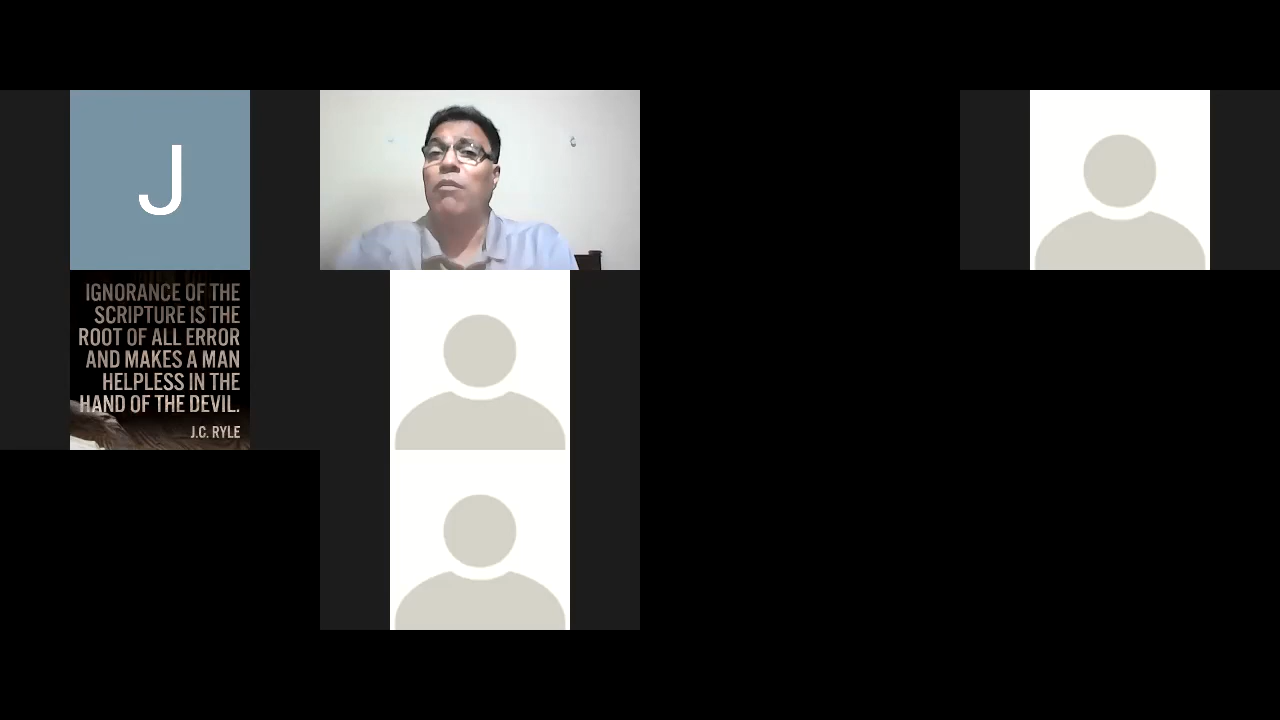 J
IGNORANCE OF THE
SCRIPTURE IS THE
ROOT OF ALL ERROR
AND MAKES A MAN
HELPLESS IN THE
HAND OF THE DEVIL.
J.C. RYLE